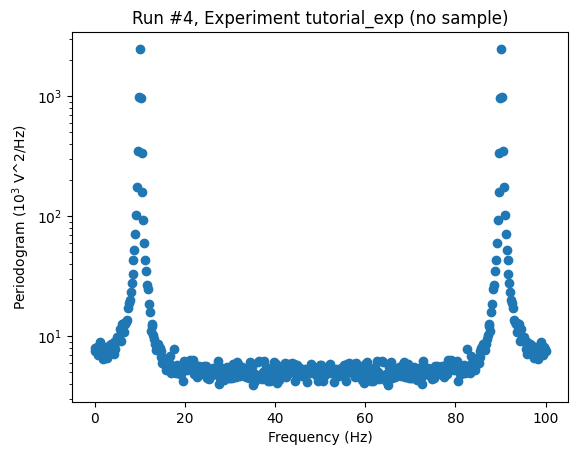 Run #4, Experiment tutorial_exp (no sample)
Periodogram (10³ V^2/Hz)
10³
10²
10¹
0 20 40 60 80 100
Frequency (Hz)